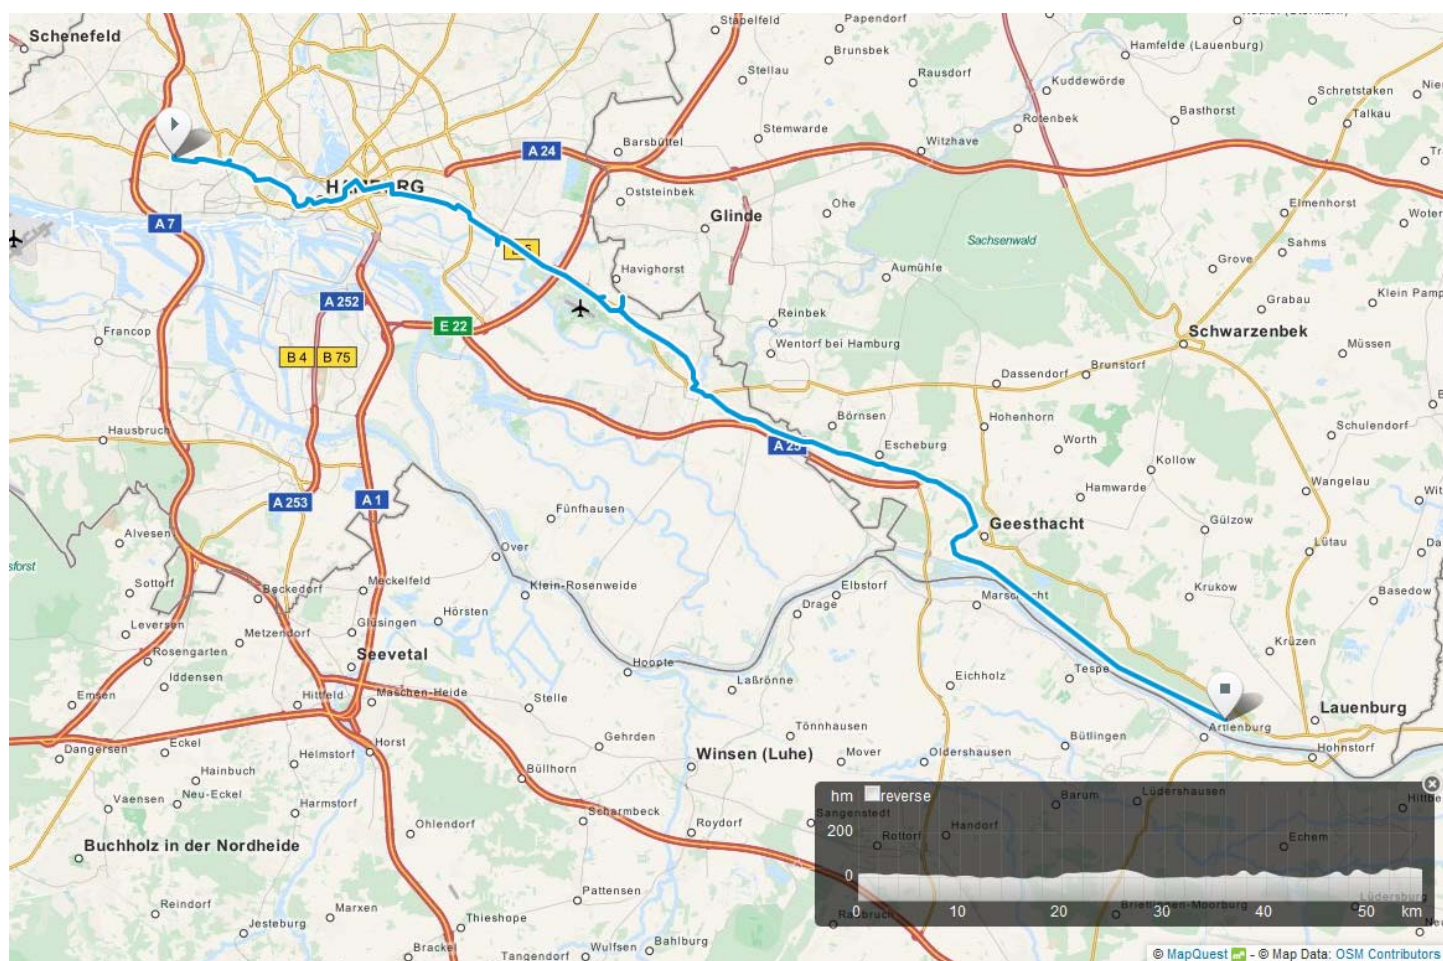 Schenefeld
Stapelfeld
Papendorf
Brunsbek
Hamfelde (Lauenburg)
Stellau
Rausdorf
Kuddewörde
Schretstaken
Basthorst
Talkau
Rotenbek
Stemwarde
Witzhave
Barsbüttel
A 24
HAMBURG
Oststeinbek
Glinde
Ohe
Elmenhorst
A 7
Sachsenwald
Sahms
Grove
Havighorst
Aumühle
Klein Pamp
Grabau
A 252
Reinbek
E 22
Francop
Schwarzenbek
Wentorf bei Hamburg
Müssen
B 4
B 75
Brunstorf
Dassendorf
Börnsen
Hohenhorn
Hausbruch
Schulendorf
A 25
Escheburg
Worth
Kollow
Wangelau
A 253
A 1
Hamwarde
Fünfhausen
Geesthacht
Gülzow
Alvesen
Lütau
Over
Sottorf
Beckedorf
Meckelfeld
Klein-Rosenweide
Elbstorf
Krukow
Basedow
Drage
Hörsten
Leversen
Glüsingen
Metzendorf
Krüzen
Rosengarten
Seevetal
Hoopte
Tespe
Iddensen
Laßrönne
Eichholz
Emsen
Hittfeld
Maschen-Heide
Stelle
Lauenburg
Tönnhausen
Artlenburg
Dangersen
Eckel
Gehrden
Bütlingen
Hohnstorf
Helmstorf
Horst
Winsen (Luhe)
Mover
Oldershausen
Hainbuch
Büllhorn
Vaensen
Neu-Eckel
Harmstorf
hm
reverse
Barum
Lüdershausen
Scharmbeck
Ohlendorf
Roydorf
200
Rottorf
Handorf
Echem
Buchholz in der Nordheide
0
Pattensen
Reindorf
Marxen
0 10 20 30 40 50 km
Jesteburg
Thieshope
Brackel
Wulfsen
Bahlburg
Tangendorf
© MapQuest - © Map Data: OSM Contributors